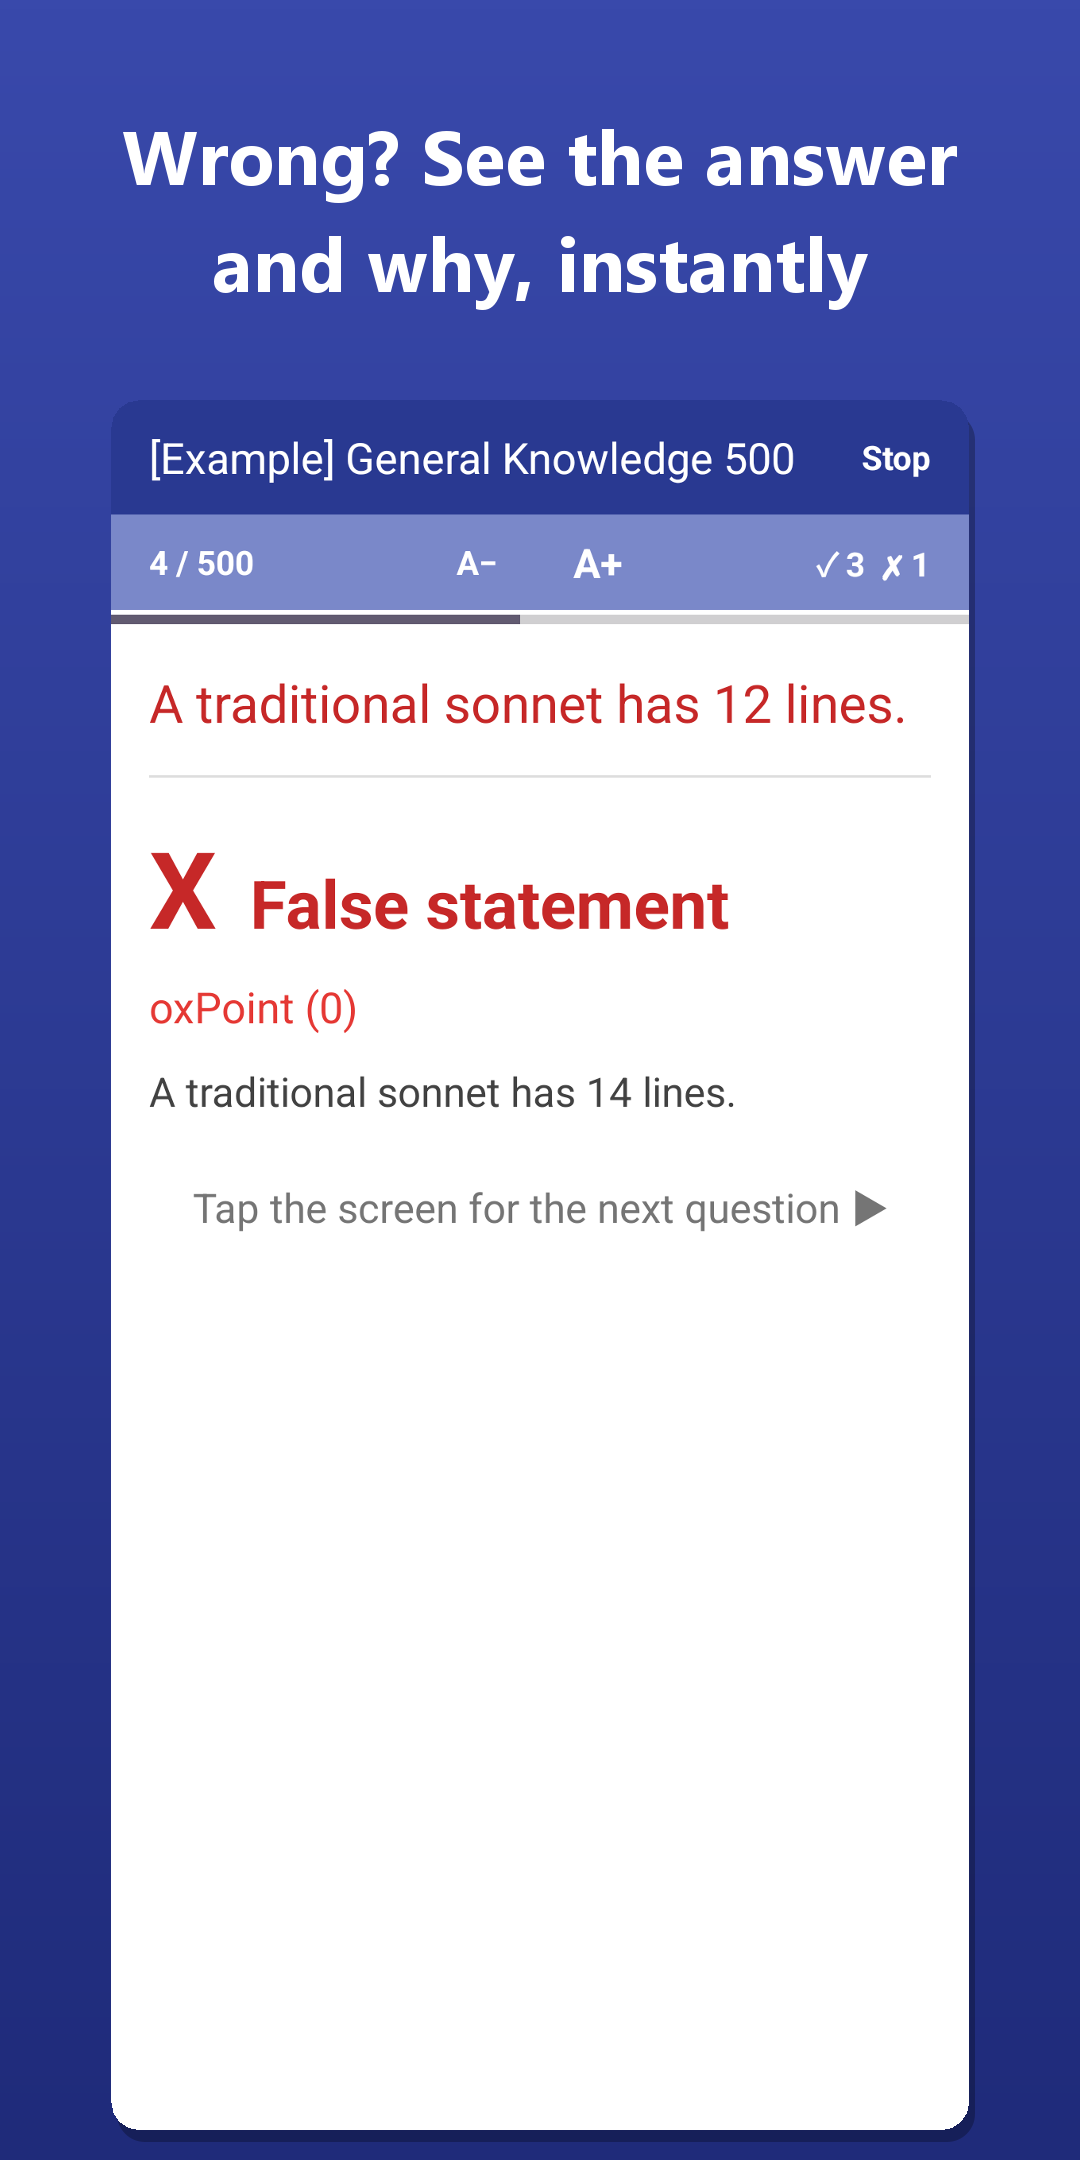 Wrong? See the answer
and why, instantly
[Example] General Knowledge 500 Stop
4 / 500 A− A+ ✓ 3 ✗ 1
A traditional sonnet has 12 lines.
X False statement
oxPoint (0)
A traditional sonnet has 14 lines.
Tap the screen for the next question ▶